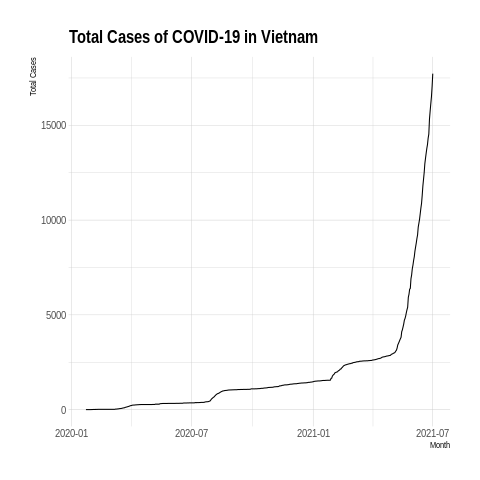 Total Cases of COVID-19 in Vietnam
Total Cases
15000
10000
5000
0
2020-01 2020-07 2021-01 2021-07
Month